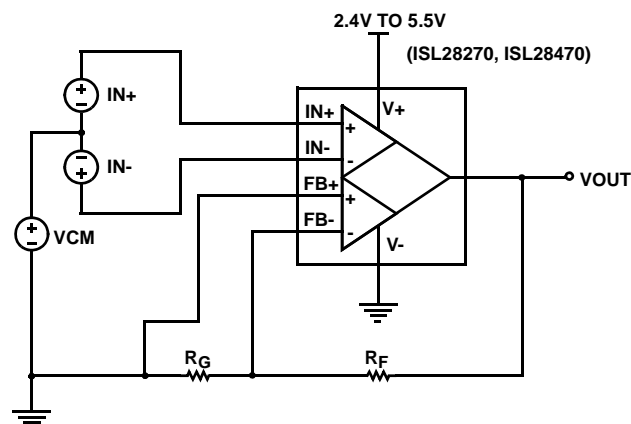 2.4V TO 5.5V
(ISL28270, ISL28470)
IN+
IN+
V+
+
IN-
-
IN-
FB+
+
VOUT
FB-
-
VCM
V-
RG
RF